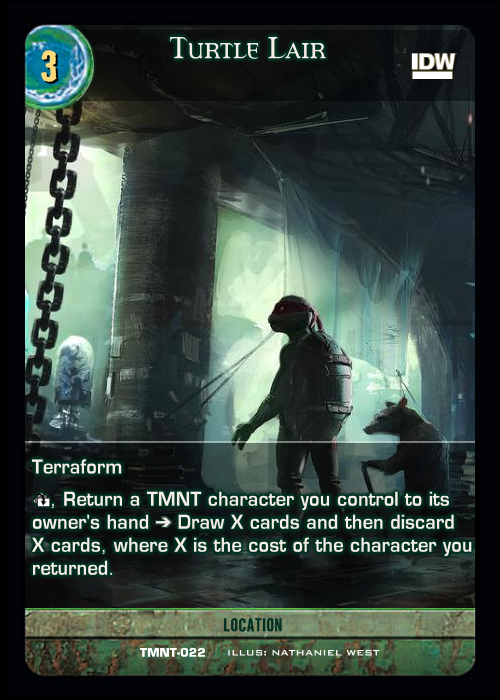 3
Turtle Lair
IDW
Terraform
, Return a TMNT character you control to its
owner's hand ➔ Draw X cards and then discard
X cards, where X is the cost of the character you
returned.
LOCATION
TMNT-022 ILLUS: NATHANIEL WEST